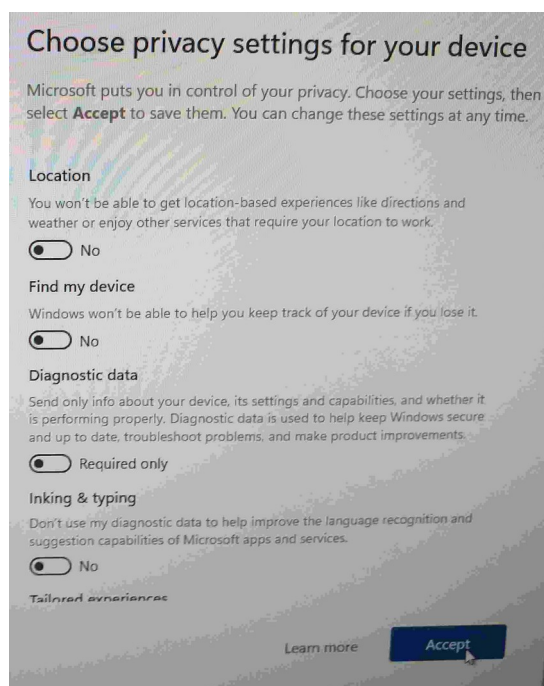 Choose privacy settings for your device
Microsoft puts you in control of your privacy. Choose your settings, then
select Accept to save them. You can change these settings at any time.
Location
You won't be able to get location-based experiences like directions and
weather or enjoy other services that require your location to work.
No
Find my device
Windows won't be able to help you keep track of your device if you lose it.
No
Diagnostic data
Send only info about your device, its settings and capabilities, and whether it
is performing properly. Diagnostic data is used to help keep Windows secure
and up to date, troubleshoot problems, and make product improvements.
Required only
Inking & typing
Don't use my diagnostic data to help improve the language recognition and
suggestion capabilities of Microsoft apps and services.
No
Tailored experiences
Learn more
Accept